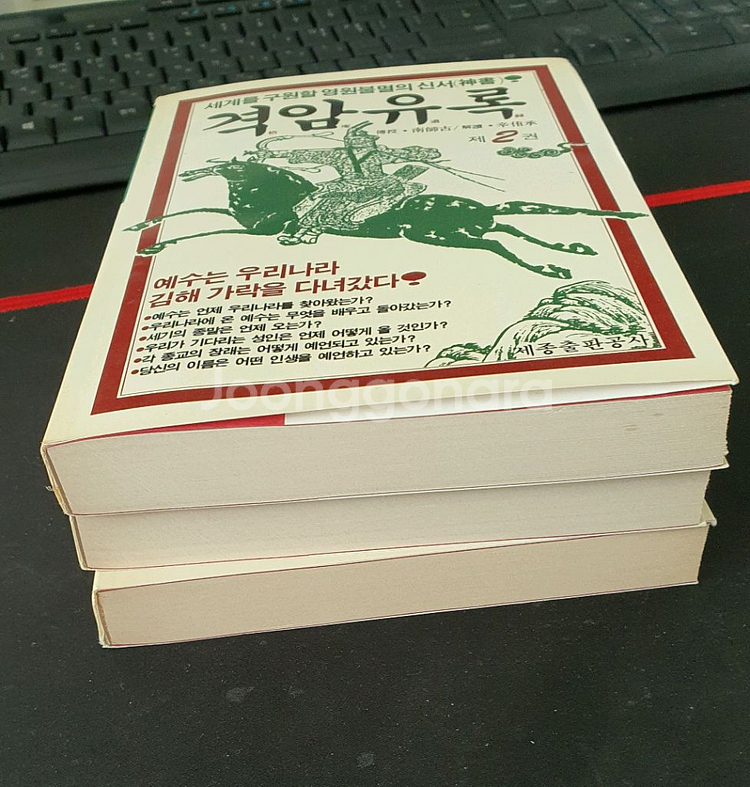 세계를 구원할 영원불멸의 신서(神書)
격암유록
格 菴 遺 錄
傳授·南師古/解讀·辛侑承
제2권
예수는 우리나라
김해 가락을 다녀갔다
●예수는 언제 우리나라를 찾아왔는가?
●우리나라에 온 예수는 무엇을 배우고 돌아갔는가?
●세기의 종말은 언제 오는가?
●우리가 기다리는 성인은 언제 어떻게 올 것인가?
●각 종교의 장래는 어떻게 예언되고 있는가?
●당신의 이름은 어떤 인생을 예언하고 있는가?
세종출판공사
Joonggonara